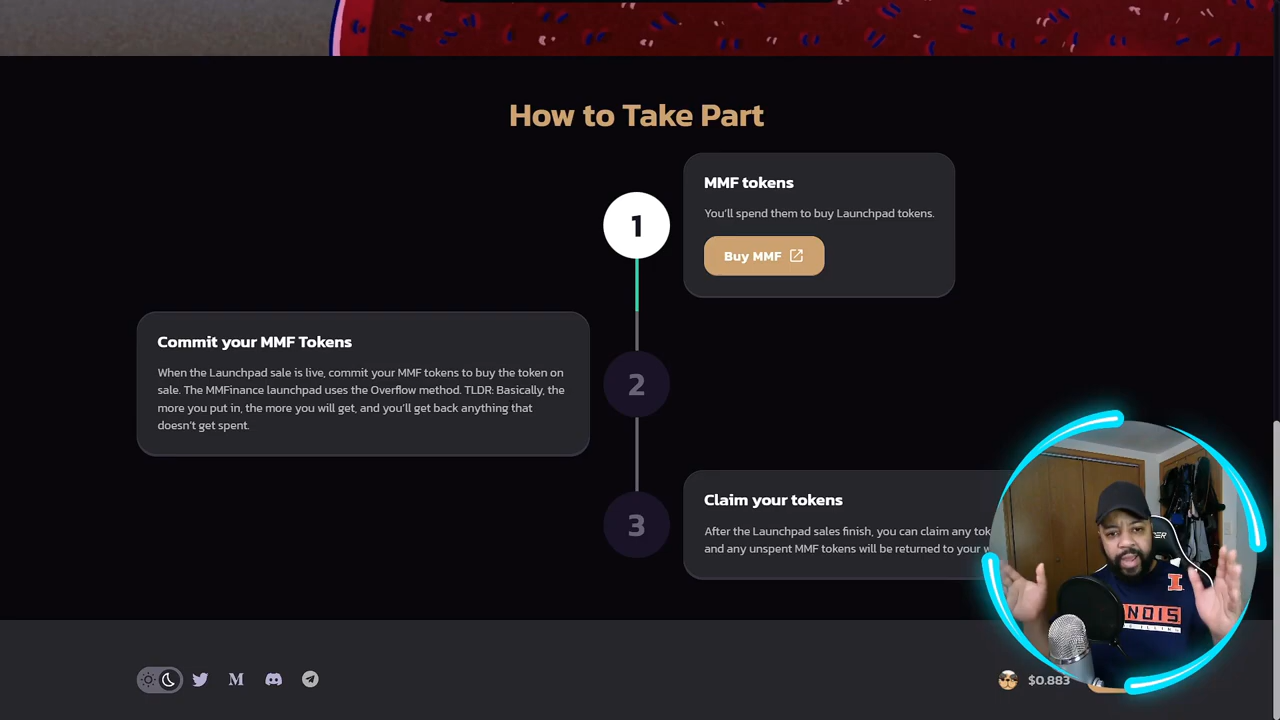 How to Take Part
1
MMF tokens
You'll spend them to buy Launchpad tokens.
Buy MMF
Commit your MMF Tokens
When the Launchpad sale is live, commit your MMF tokens to buy the token on
sale. The MMFinance launchpad uses the Overflow method. TLDR: Basically, the
more you put in, the more you will get, and you'll get back anything that
doesn't get spent.
2
3
Claim your tokens
After the Launchpad sales finish, you can claim any
and any unspent MMF tokens will be returned to your
I
M
$0.883